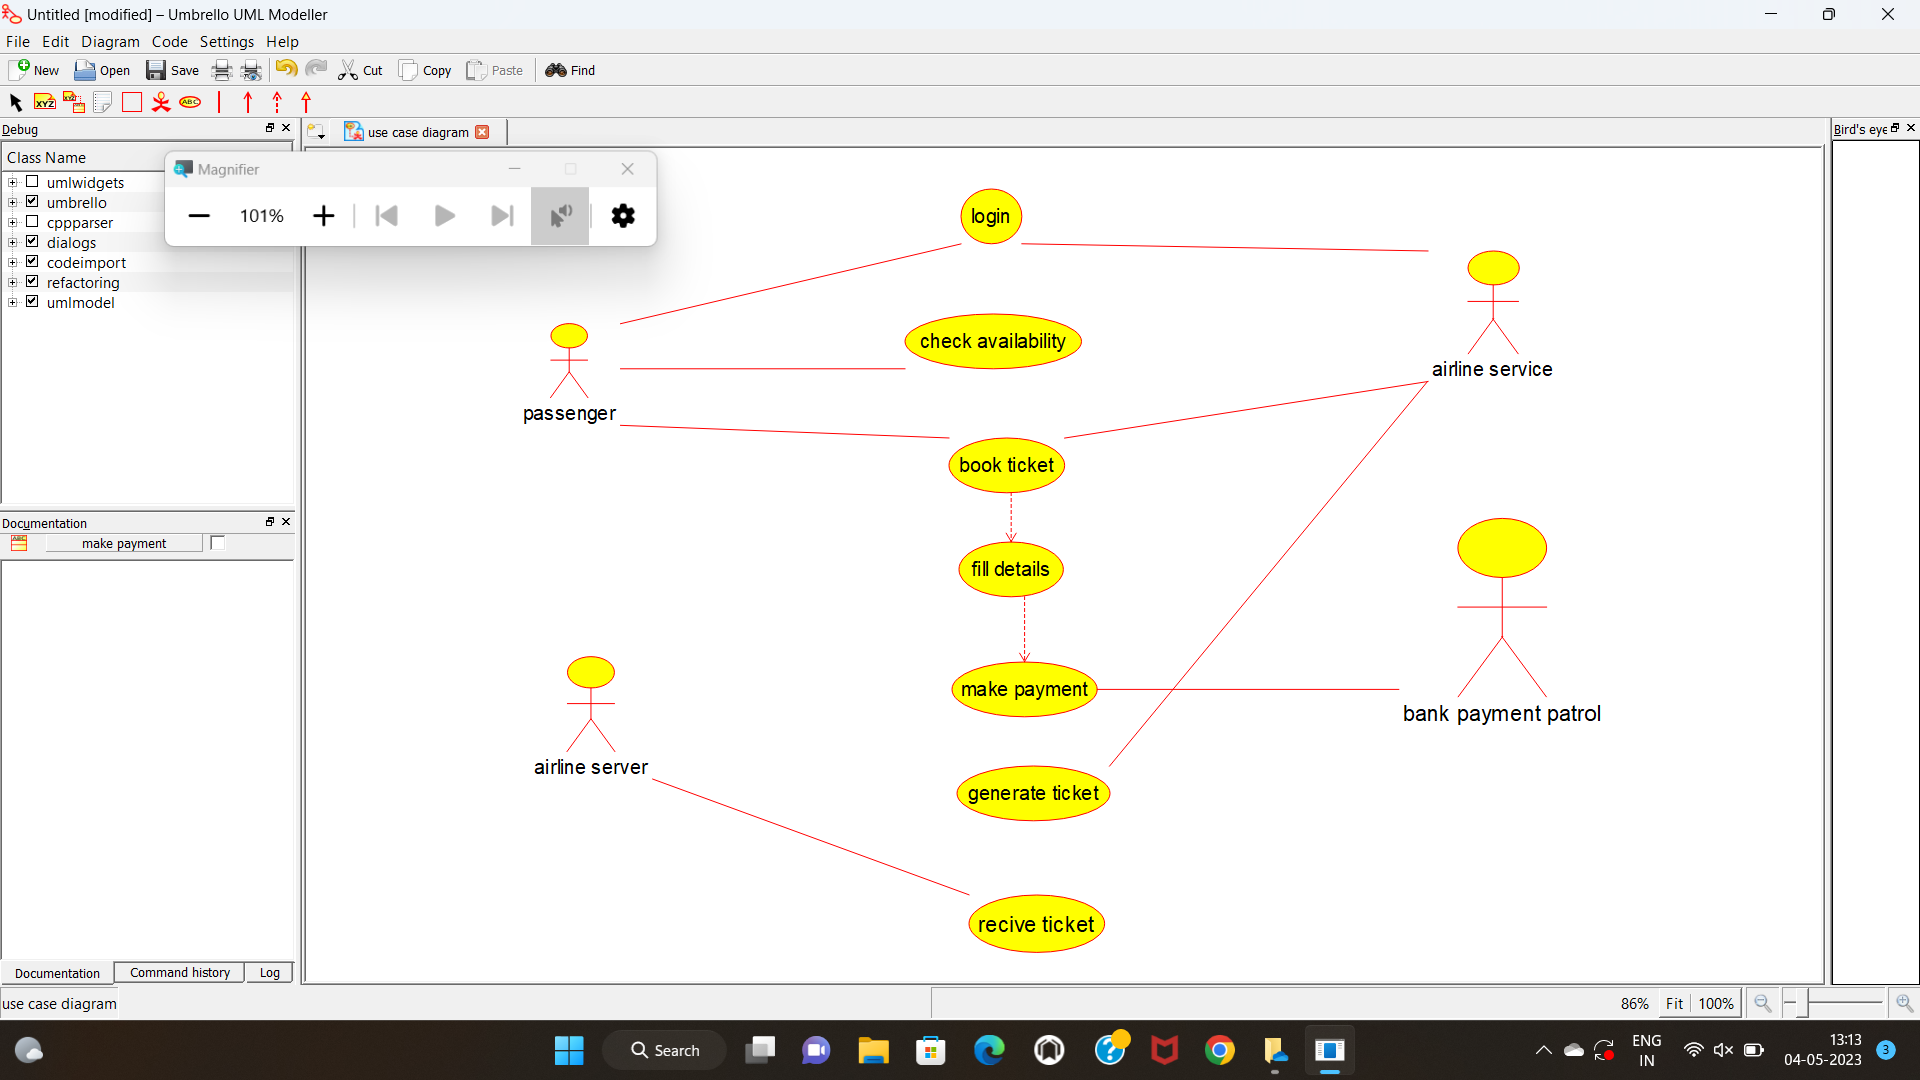 Untitled [modified] – Umbrello UML Modeller
File Edit Diagram Code Settings Help
New Open Save Cut Copy Paste Find
XYZ XYZ ABC
Debug
use case diagram
Bird's eye
Class Name
umlwidgets
umbrello
cppparser
dialogs
codeimport
refactoring
umlmodel
Magnifier
101%
login
airline service
check availability
passenger
book ticket
fill details
make payment
bank payment patrol
airline server
generate ticket
recive ticket
Documentation
make payment
Documentation Command history Log
use case diagram
86% Fit 100%
Search
ENG
IN
13:13
04-05-2023
3